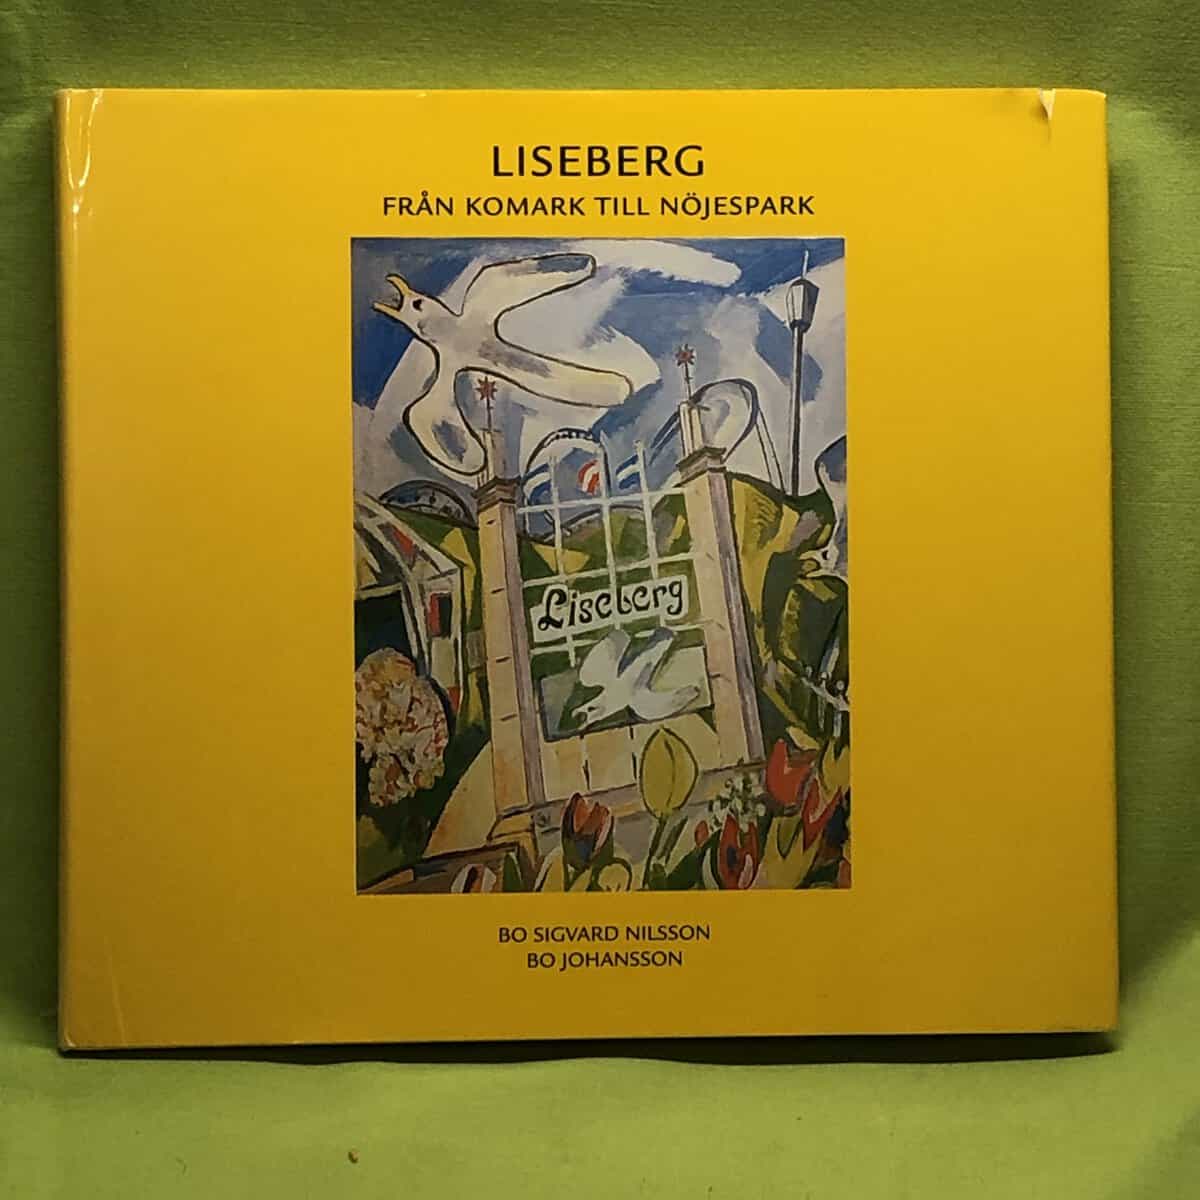 LISEBERG
FRÅN KOMARK TILL NÖJESPARK
Liseberg
BO SIGVARD NILSSON
BO JOHANSSON